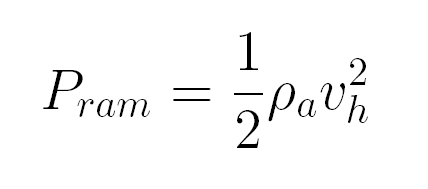 $P_{ram} = \frac{1}{2} \rho_a v_h^2$